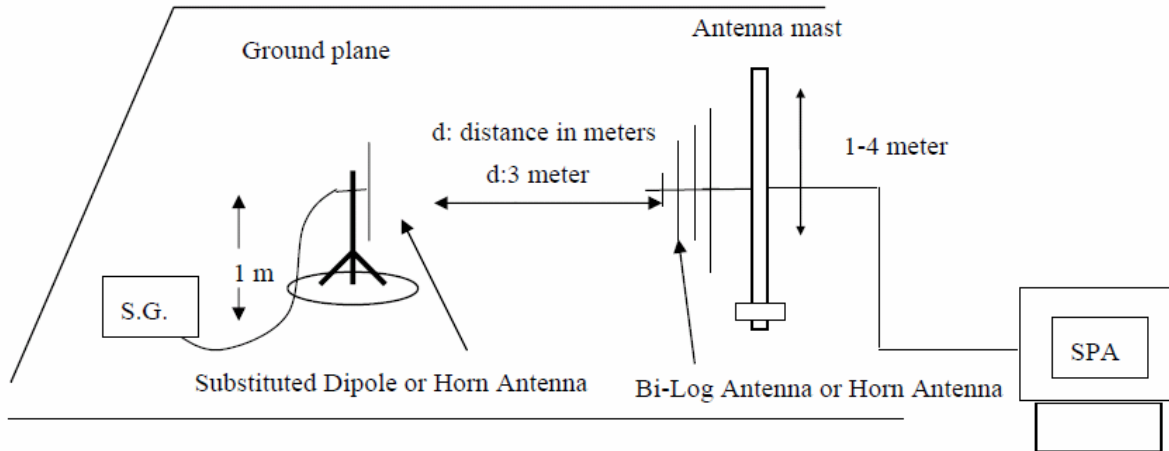 Antenna mast
Ground plane
d: distance in meters
d:3 meter
1-4 meter
1 m
S.G.
SPA
Substituted Dipole or Horn Antenna
Bi-Log Antenna or Horn Antenna